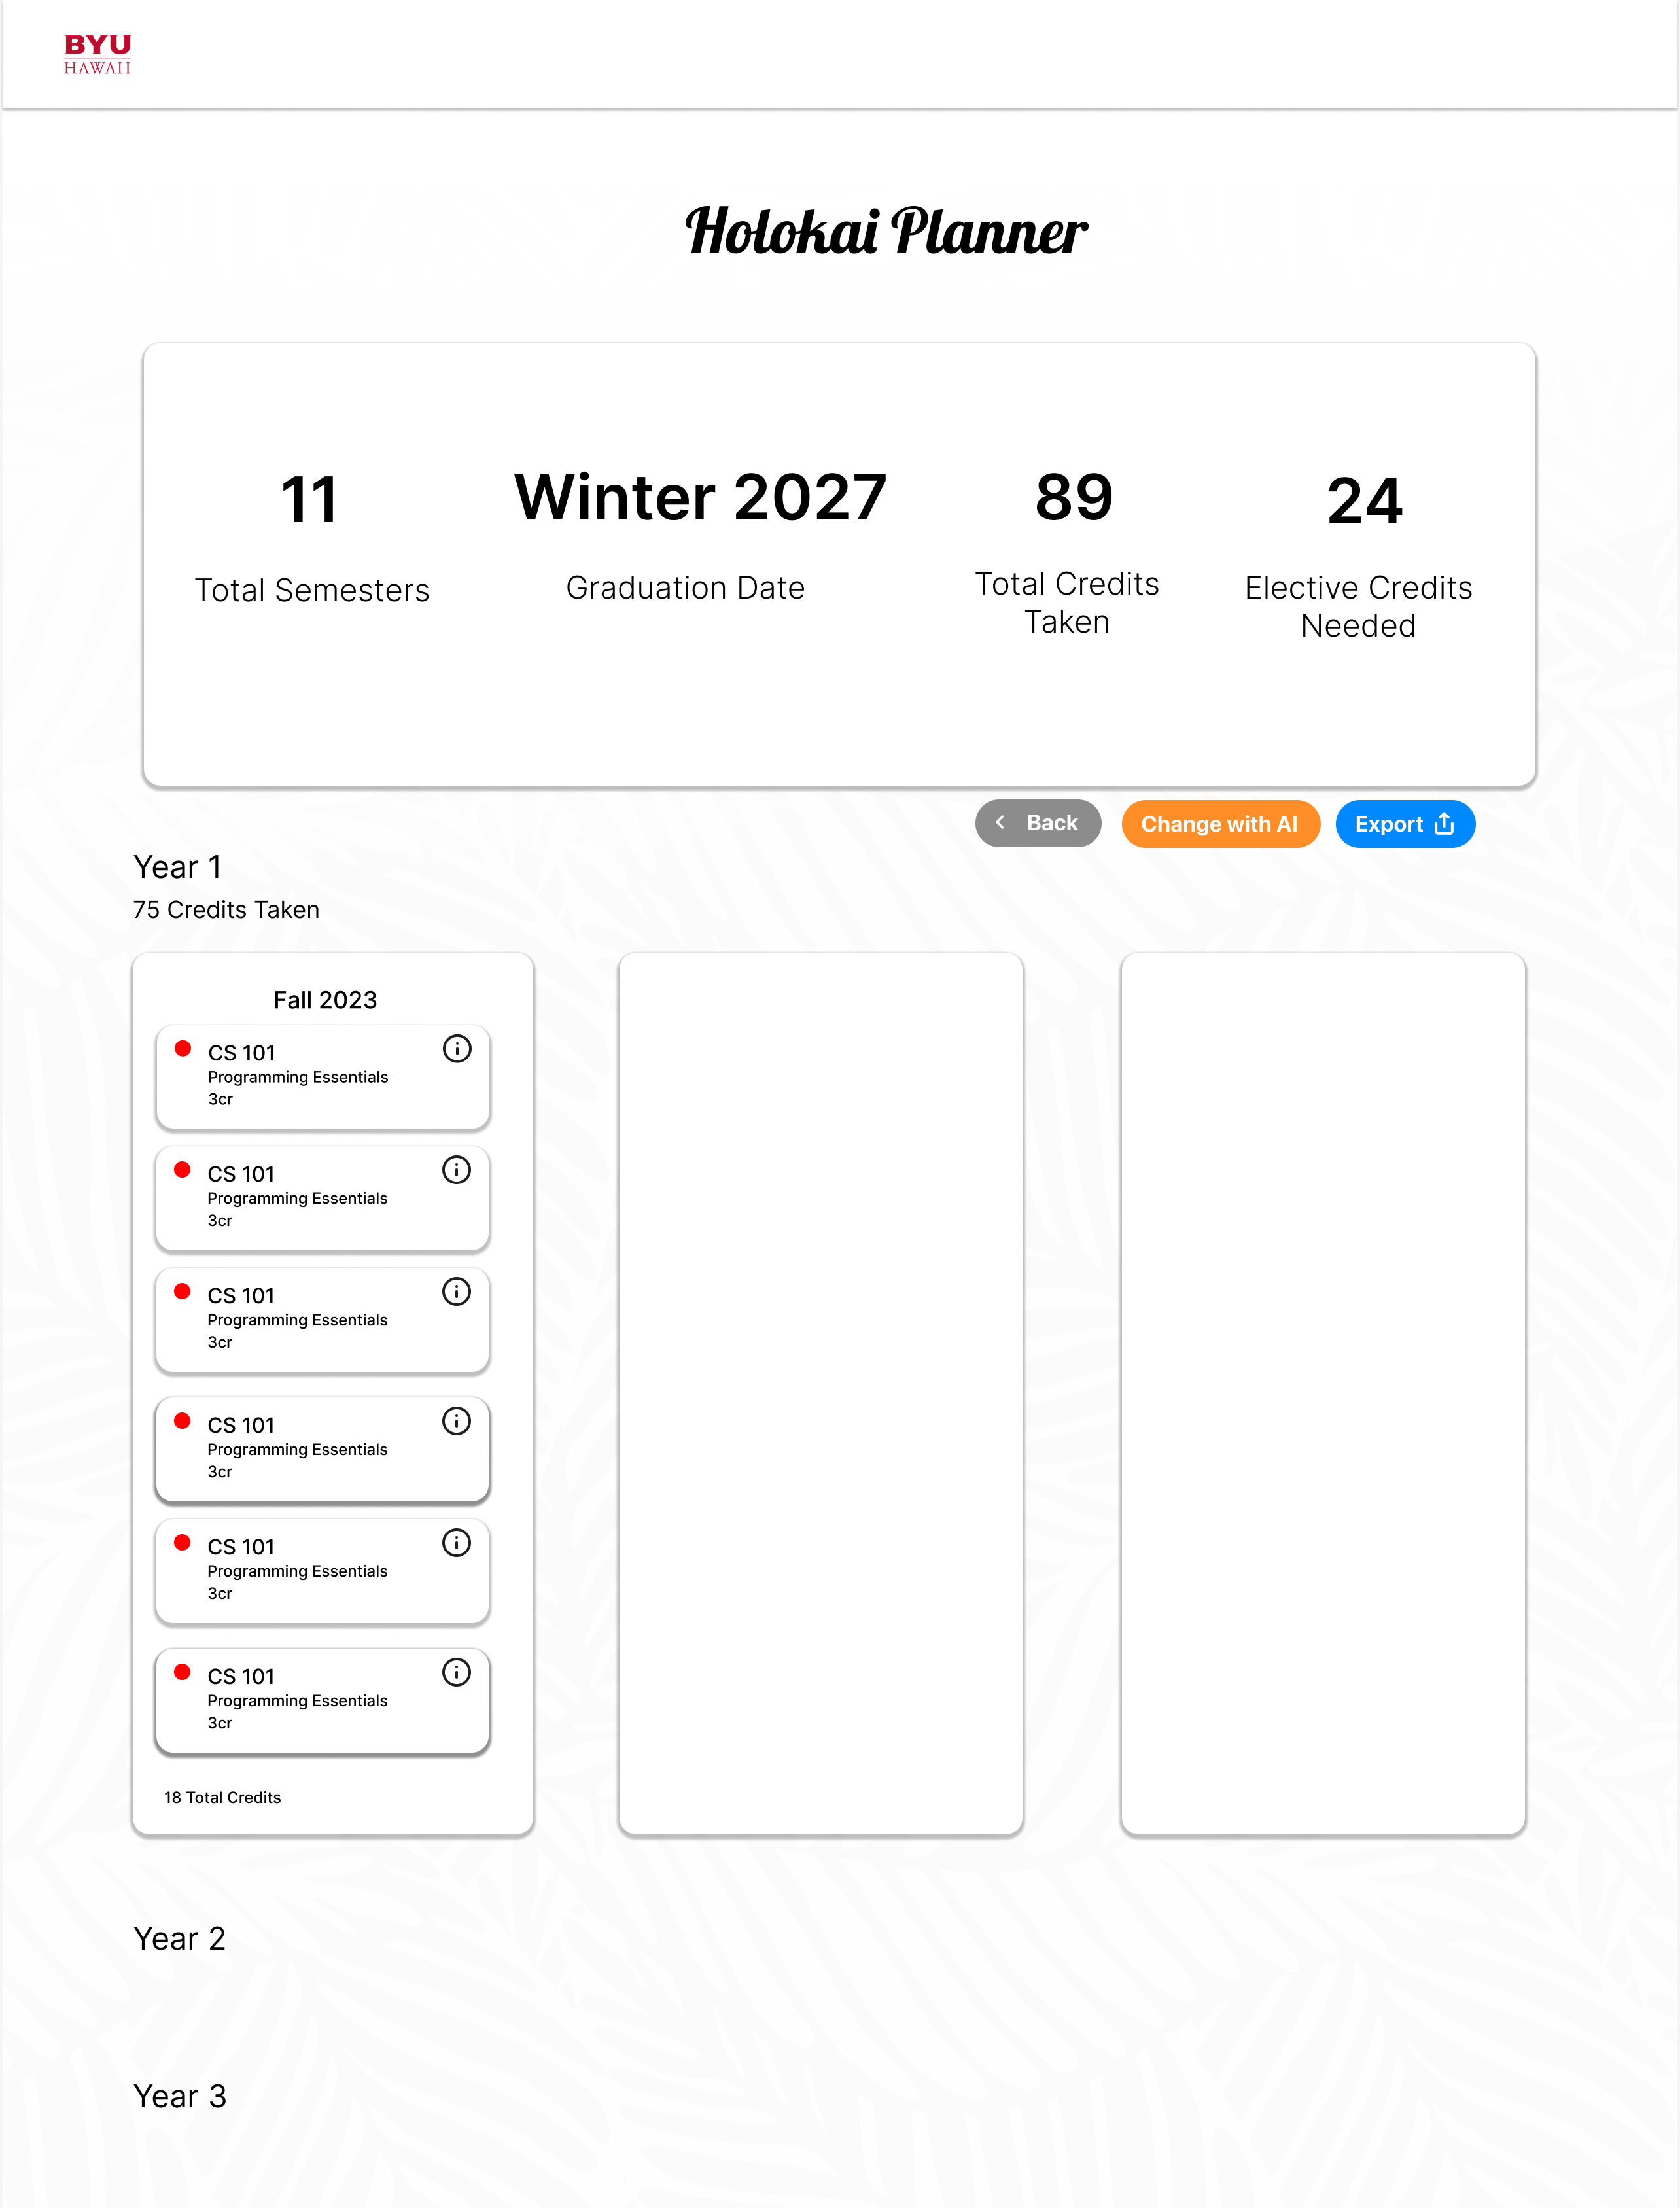 BYU
HAWAII
Holokai Planner
11
Total Semesters
Winter 2027
Graduation Date
89
Total Credits
Taken
24
Elective Credits
Needed
Back
Change with AI
Export
Year 1
75 Credits Taken
Fall 2023
CS 101
Programming Essentials
3cr
CS 101
Programming Essentials
3cr
CS 101
Programming Essentials
3cr
CS 101
Programming Essentials
3cr
CS 101
Programming Essentials
3cr
CS 101
Programming Essentials
3cr
18 Total Credits
Year 2
Year 3